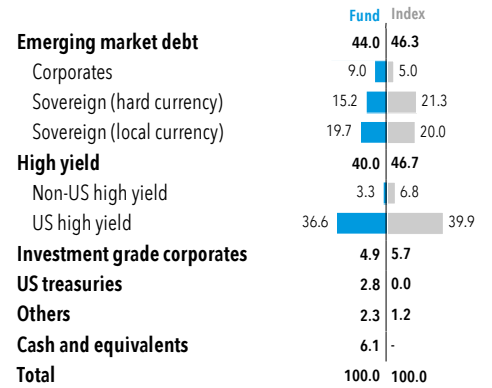 Fund Index
Emerging market debt 44.0 46.3
Corporates 9.0 5.0
Sovereign (hard currency) 15.2 21.3
Sovereign (local currency) 19.7 20.0
High yield 40.0 46.7
Non-US high yield 3.3 6.8
US high yield 36.6 39.9
Investment grade corporates 4.9 5.7
US treasuries 2.8 0.0
Others 2.3 1.2
Cash and equivalents 6.1 -
Total 100.0 100.0